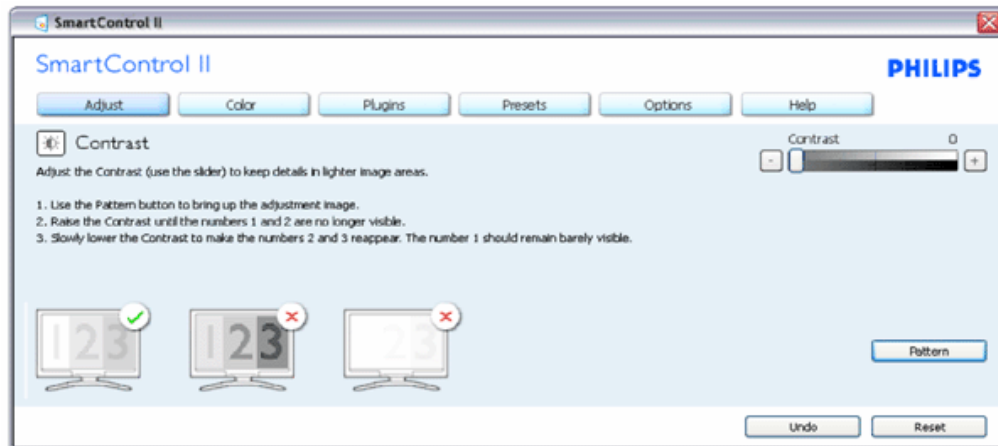 SmartControl II
SmartControl II
PHILIPS
Adjust Color Plugins Presets Options Help
Contrast
Contrast 0
- +
Adjust the Contrast (use the slider) to keep details in lighter image areas.
1. Use the Pattern button to bring up the adjustment image.
2. Raise the Contrast until the numbers 1 and 2 are no longer visible.
3. Slowly lower the Contrast to make the numbers 2 and 3 reappear. The number 1 should remain barely visible.
123 123 23
Pattern
Undo Reset